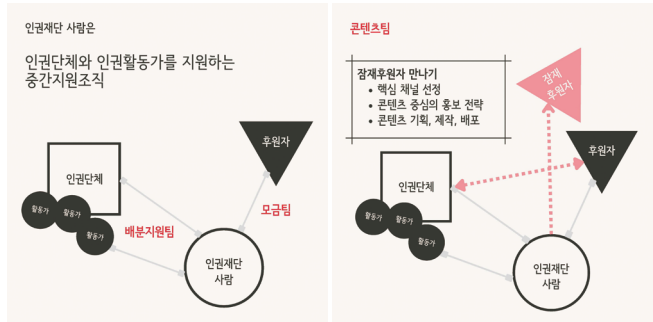 인권재단 사람은
인권단체와 인권활동가를 지원하는
중간지원조직
후원자
인권단체
활동가
활동가
활동가
배분지원팀
모금팀
인권재단
사람
콘텐츠팀
잠재후원자 만나기
• 핵심 채널 선정
• 콘텐츠 중심의 홍보 전략
• 콘텐츠 기획, 제작, 배포
잠재
후원자
후원자
인권단체
활동가
활동가
활동가
인권재단
사람